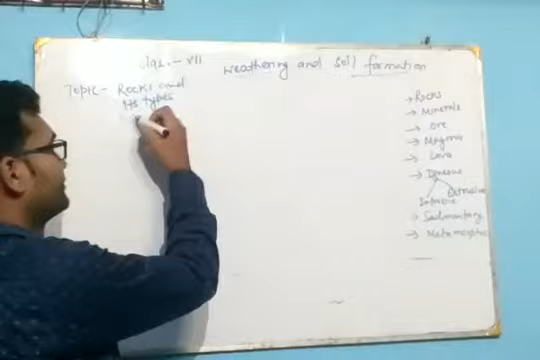 Class - VII
Weathering and Soil formation
Topic - Rocks and
its types
→ Rocks
→ Minerals
→ Ore
→ Magma
→ Lava
→ Igneous
Extrusive
Intrusive
→ Sedimentary
→ Metamorphic